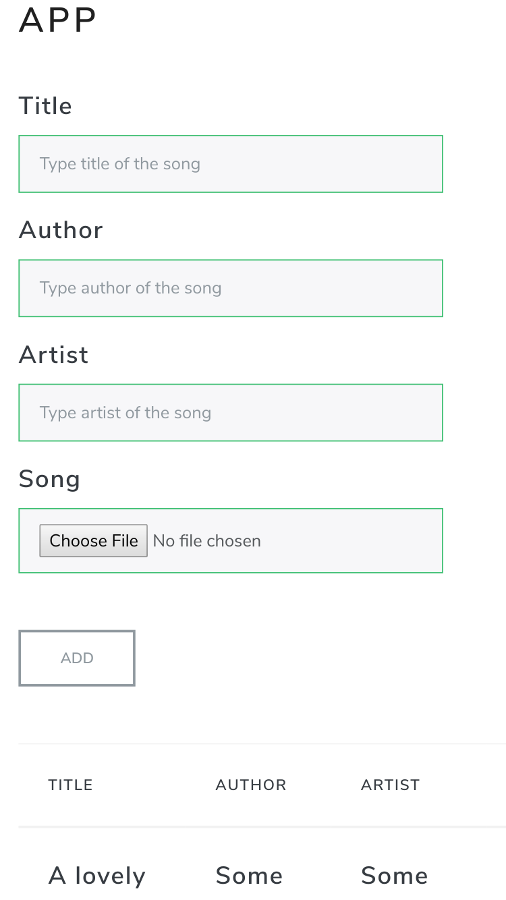 APP
Title
Type title of the song
Author
Type author of the song
Artist
Type artist of the song
Song
Choose File No file chosen
ADD
TITLE AUTHOR ARTIST
A lovely Some Some